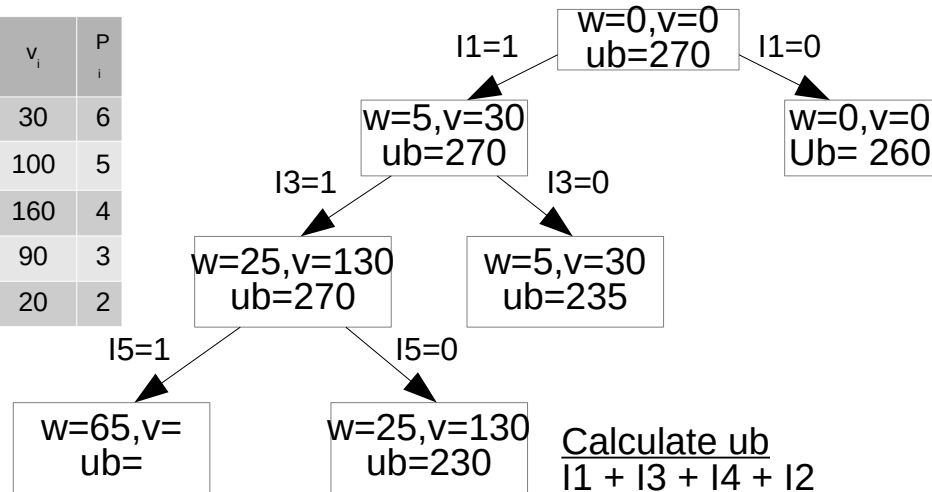 v i P i
30 6
100 5
160 4
90 3
20 2
w=0,v=0
ub=270
I1=1
I1=0
w=5,v=30
ub=270
w=0,v=0
Ub= 260
I3=1
I3=0
w=25,v=130
ub=270
w=5,v=30
ub=235
I5=1
I5=0
w=65,v=
ub=
w=25,v=130
ub=230
Calculate ub
I1 + I3 + I4 + I2